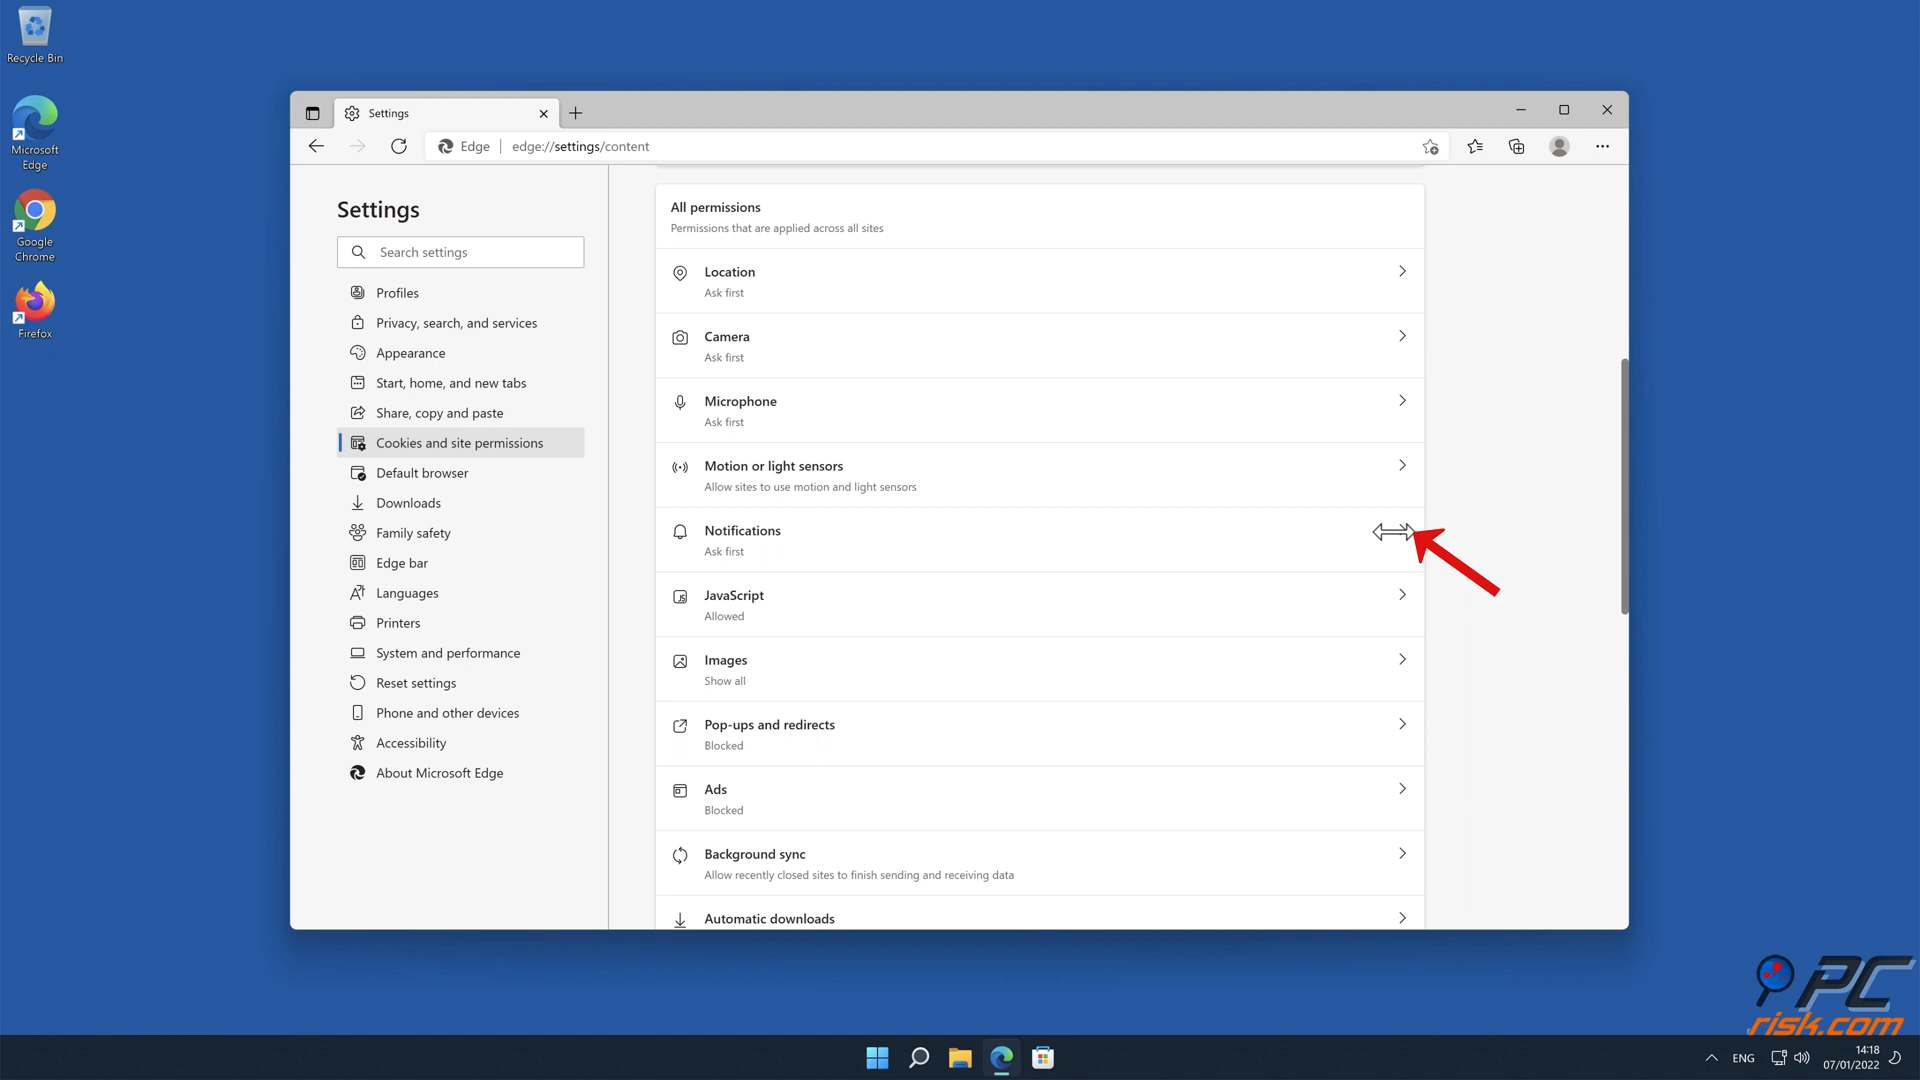 Recycle Bin
Microsoft
Edge
Google
Chrome
Firefox
Settings
Edge
edge://settings/content
Settings
Search settings
Profiles
Privacy, search, and services
Appearance
Start, home, and new tabs
Share, copy and paste
Cookies and site permissions
Default browser
Downloads
Family safety
Edge bar
Languages
Printers
System and performance
Reset settings
Phone and other devices
Accessibility
About Microsoft Edge
All permissions
Permissions that are applied across all sites
Location
Ask first
Camera
Ask first
Microphone
Ask first
Motion or light sensors
Allow sites to use motion and light sensors
Notifications
Ask first
JavaScript
Allowed
Images
Show all
Pop-ups and redirects
Blocked
Ads
Blocked
Background sync
Allow recently closed sites to finish sending and receiving data
Automatic downloads
PC
risk.com
ENG
14:18
07/01/2022